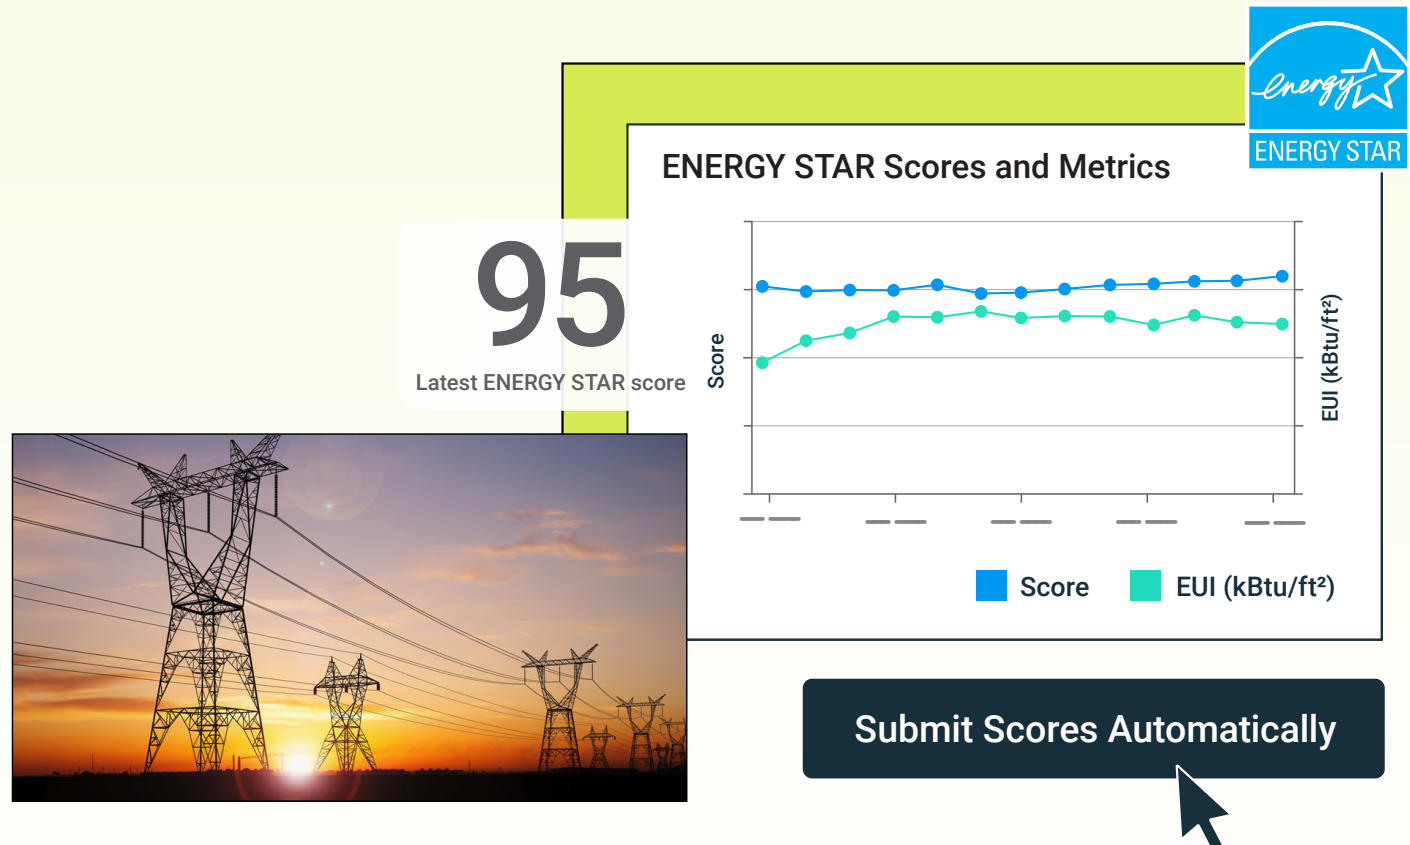 energy
ENERGY STAR
ENERGY STAR Scores and Metrics
95
Latest ENERGY STAR score
Score
EUI (kBtu/ft²)
Score
EUI (kBtu/ft²)
Submit Scores Automatically